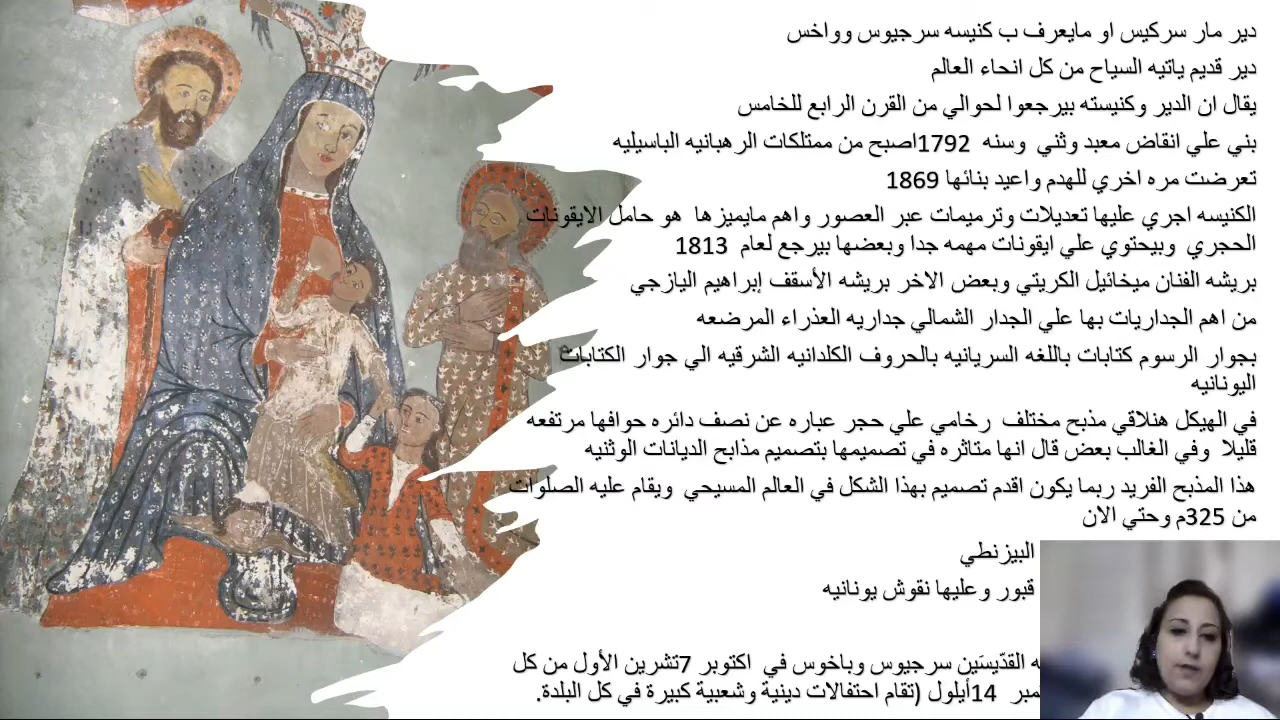 دير مار سركيس او مايعرف ب كنيسه سرجيوس وواخس
دير قديم ياتيه السياح من كل انحاء العالم
يقال ان الدير وكنيسته بيرجعوا لحوالي من القرن الرابع للخامس
بني علي انقاض معبد وثني وسنه 1792اصبح من ممتلكات الرهبانيه الباسيليه
تعرضت مره اخري للهدم واعيد بنائها 1869
الكنيسه اجري عليها تعديلات وترميمات عبر العصور واهم مايميزها هو حامل الايقونات
الحجري وبيحتوي علي ايقونات مهمه جدا وبعضها بيرجع لعام 1813
بريشه الفنان ميخائيل الكريتي وبعض الاخر بريشه الأسقف إبراهيم اليازجي
من اهم الجداريات بها علي الجدار الشمالي جداريه العذراء المرضعه
بجوار الرسوم كتابات باللغه السريانيه بالحروف الكلدانيه الشرقيه الي جوار الكتابات
اليونانيه
في الهيكل هنلاقي مذبح مختلف رخامي علي حجر عباره عن نصف دائره حوافها مرتفعه
قليلا وفي الغالب بعض قال انها متاثره في تصميمها بتصميم مذابح الديانات الوثنيه
هذا المذبح الفريد ربما يكون اقدم تصميم بهذا الشكل في العالم المسيحي ويقام عليه الصلوات
من 325م وحتي الان
البيزنطي
قبور وعليها نقوش يونانيه
القدّيسَين سرجيوس وباخوس في اكتوبر 7تشرين الأول من كل
14أيلول (تقام احتفالات دينية وشعبية كبيرة في كل البلدة.